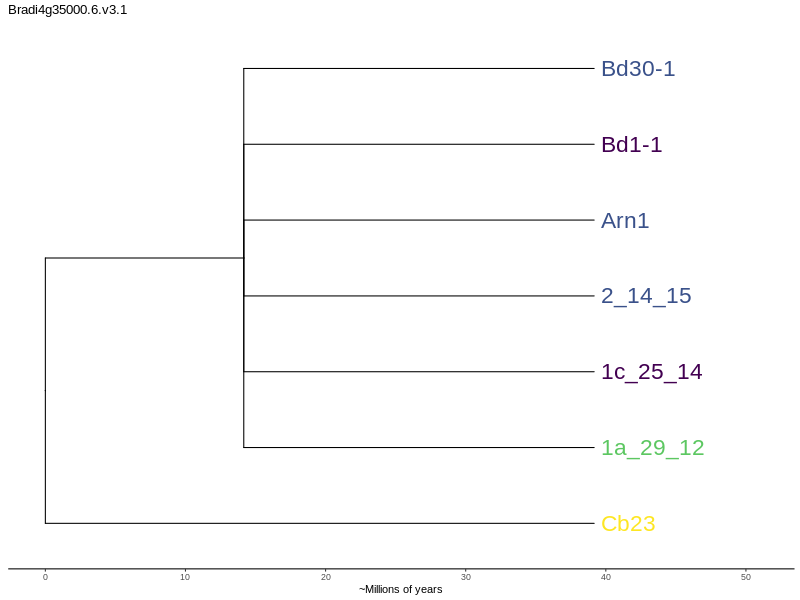 Bradi4g35000.6.v3.1
Bd30-1
Bd1-1
Arn1
2_14_15
1c_25_14
1a_29_12
Cb23
0 10 20 30 40 50
~Millions of years